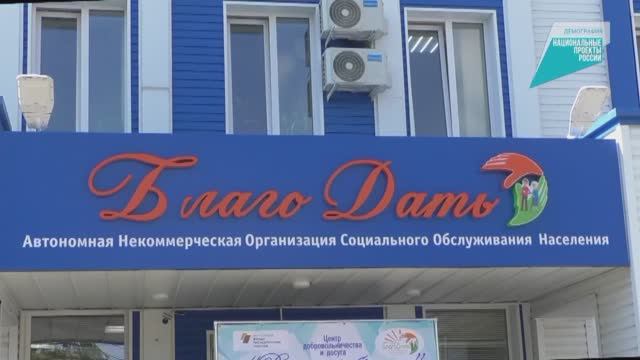 ДЕМОГРАФИЯ
НАЦИОНАЛЬНЫЕ
ПРОЕКТЫ
РОССИИ
Благо Дать
Автономная Некоммерческая Организация Социального Обслуживания Населения
Центр
добровольчества
и досуга